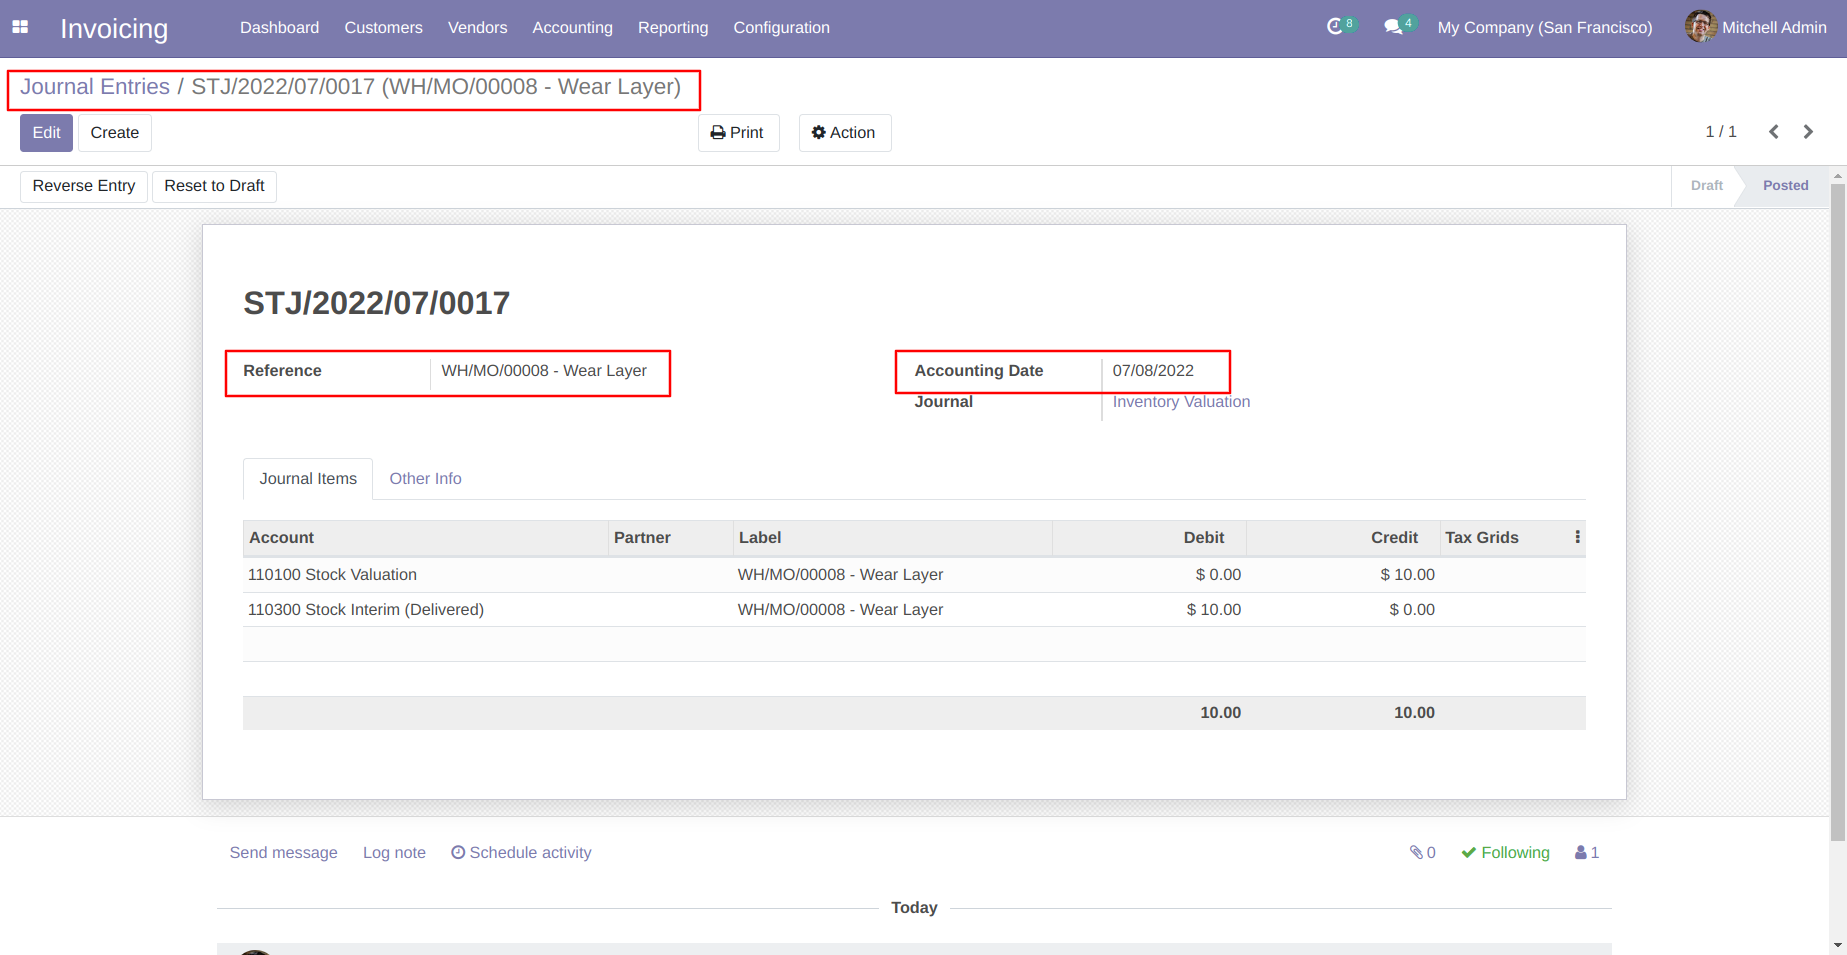 Invoicing Dashboard Customers Vendors Accounting Reporting Configuration 8 4 My Company (San Francisco) Mitchell Admin
Journal Entries / STJ/2022/07/0017 (WH/MO/00008 - Wear Layer)
Edit Create Print Action 1 / 1
Reverse Entry Reset to Draft Draft Posted
STJ/2022/07/0017
Reference WH/MO/00008 - Wear Layer Accounting Date 07/08/2022
Journal Inventory Valuation
Journal Items Other Info
Account Partner Label Debit Credit Tax Grids
110100 Stock Valuation WH/MO/00008 - Wear Layer $ 0.00 $ 10.00
110300 Stock Interim (Delivered) WH/MO/00008 - Wear Layer $ 10.00 $ 0.00
10.00 10.00
Send message Log note Schedule activity 0 Following 1
Today